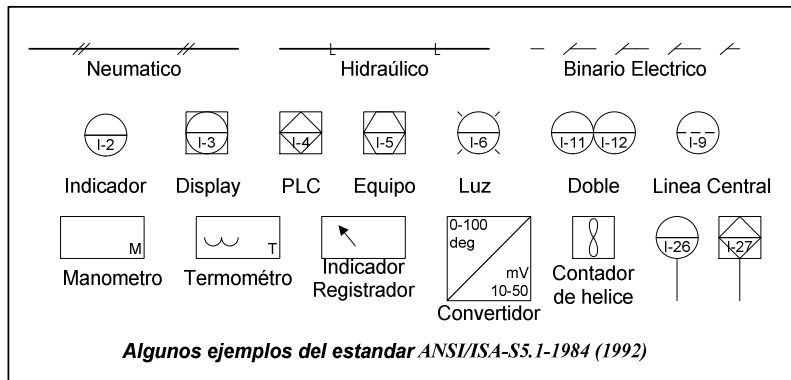 Neumatico Hidraúlico Binario Electrico
I-2 I-3 I-4 I-5 I-6 I-11 I-12 I-9
Indicador Display PLC Equipo Luz Doble Linea Central
M
Manometro
T
Termométro
Indicador
Registrador
0-100
deg
mV
10-50
Convertidor
Contador
de helice
I-26 I-27
Algunos ejemplos del estandar ANSI/ISA-S5.1-1984 (1992)